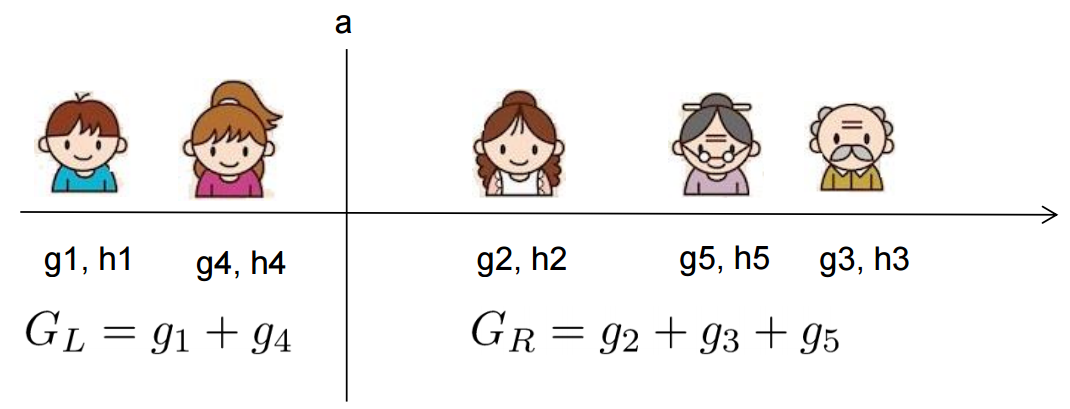 a
g1, h1 g4, h4 g2, h2 g5, h5 g3, h3
G_L = g_1 + g_4 G_R = g_2 + g_3 + g_5